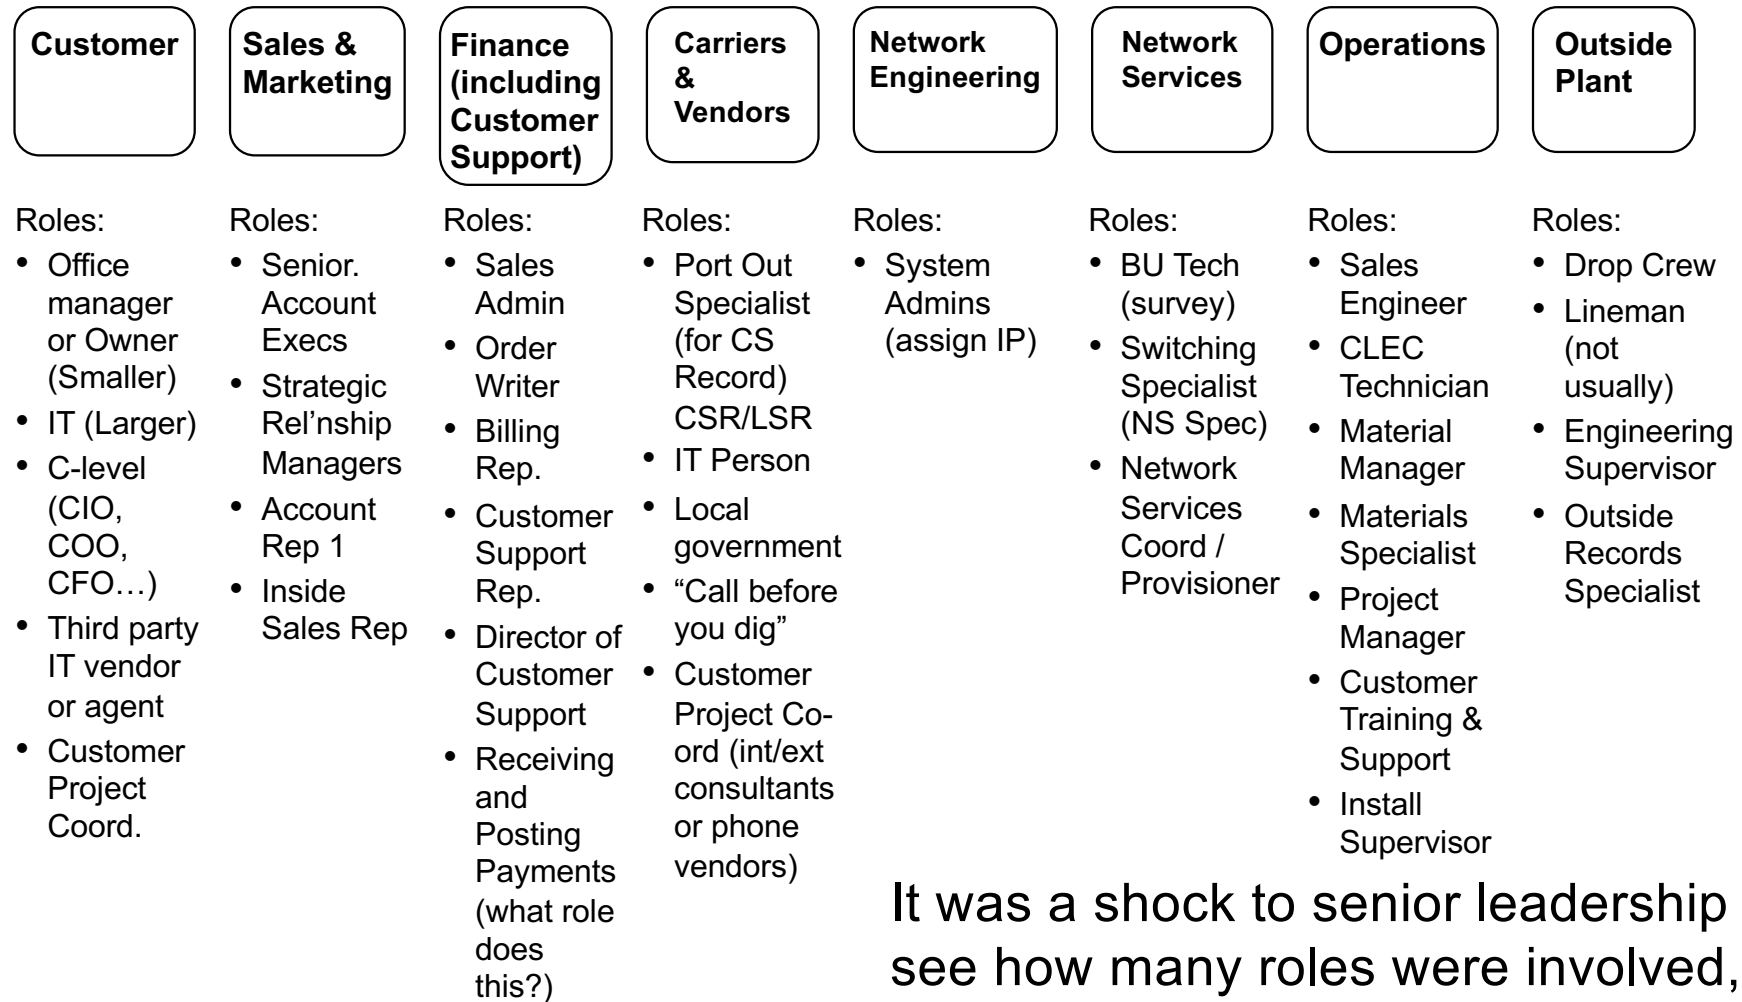 Customer
Sales &
Marketing
Finance
(including
Customer
Support)
Carriers
&
Vendors
Network
Engineering
Network
Services
Operations
Outside
Plant
Roles:
• Office
manager
or Owner
(Smaller)
• IT (Larger)
• C-level
(CIO,
COO,
CFO…)
• Third party
IT vendor
or agent
• Customer
Project
Coord.
Roles:
• Senior.
Account
Execs
• Strategic
Rel’nship
Managers
• Account
Rep 1
• Inside
Sales Rep
Roles:
• Sales
Admin
• Order
Writer
• Billing
Rep.
• Customer
Support
Rep.
• Director of
Customer
Support
• Receiving
and
Posting
Payments
(what role
does
this?)
Roles:
• Port Out
Specialist
(for CS
Record)
CSR/LSR
• IT Person
• Local
government
• “Call before
you dig”
• Customer
Project Co-
ord (int/ext
consultants
or phone
vendors)
Roles:
• System
Admins
(assign IP)
Roles:
• BU Tech
(survey)
• Switching
Specialist
(NS Spec)
• Network
Services
Coord /
Provisioner
Roles:
• Sales
Engineer
• CLEC
Technician
• Material
Manager
• Materials
Specialist
• Project
Manager
• Customer
Training &
Support
• Install
Supervisor
Roles:
• Drop Crew
• Lineman
(not
usually)
• Engineering
Supervisor
• Outside
Records
Specialist
It was a shock to senior leadership
see how many roles were involved,